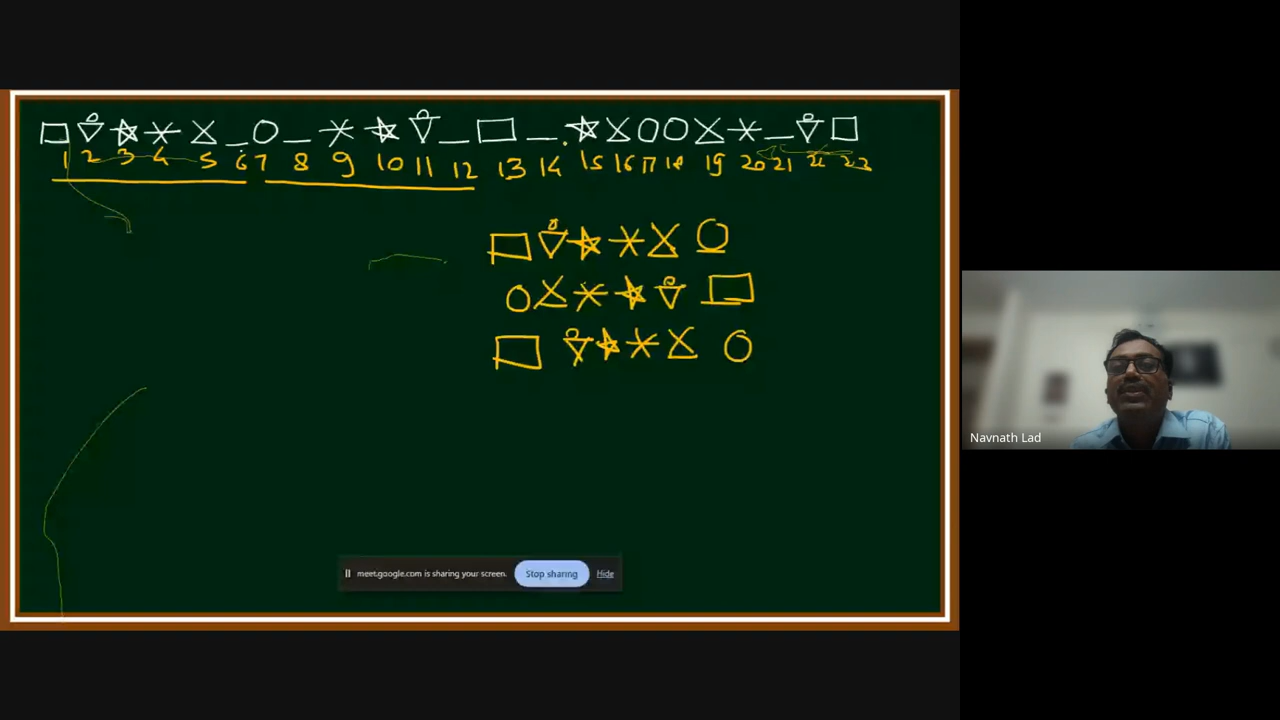 1 2 3 4 5 6 7 8 9 10 11 12 13 14 15 16 17 18 19 20 21 22 23
Navnath Lad
meet.google.com is sharing your screen. Stop sharing Hide